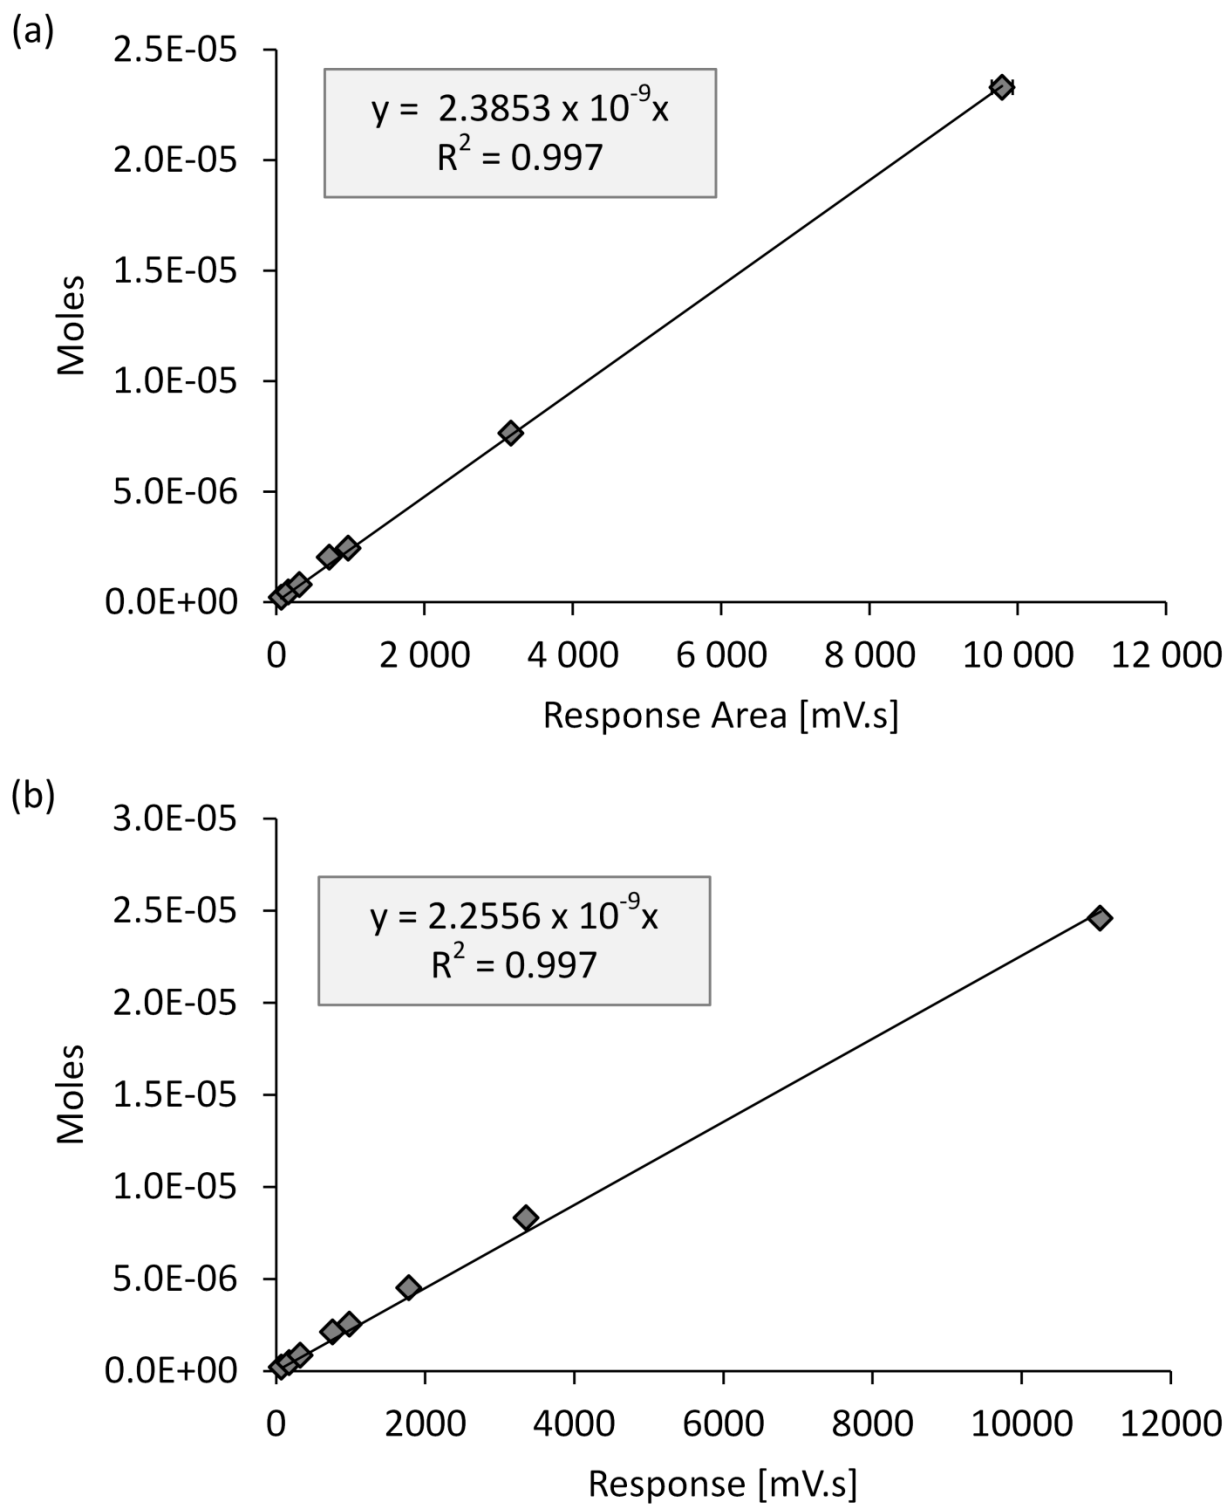 (a)
2.5E-05
2.0E-05
1.5E-05
1.0E-05
5.0E-06
0.0E+00
Moles
y = 2.3853 x 10⁻⁹x
R² = 0.997
0 2 000 4 000 6 000 8 000 10 000 12 000
Response Area [mV.s]
(b)
3.0E-05
2.5E-05
2.0E-05
1.5E-05
1.0E-05
5.0E-06
0.0E+00
Moles
y = 2.2556 x 10⁻⁹x
R² = 0.997
0 2000 4000 6000 8000 10000 12000
Response [mV.s]